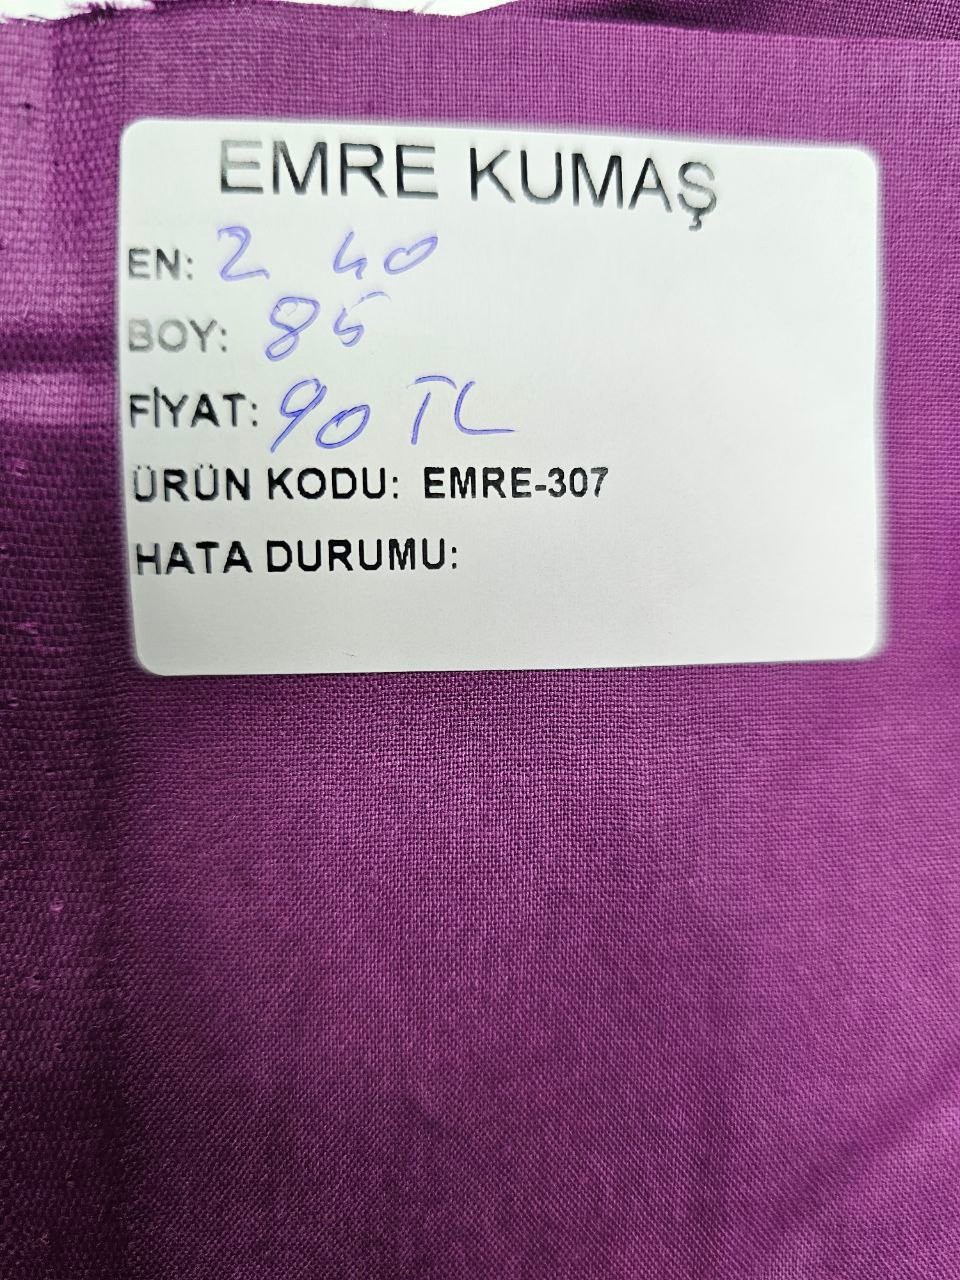 EMRE KUMAŞ
EN: 2 40
BOY: 85
FİYAT: 90 TL
ÜRÜN KODU: EMRE-307
HATA DURUMU: